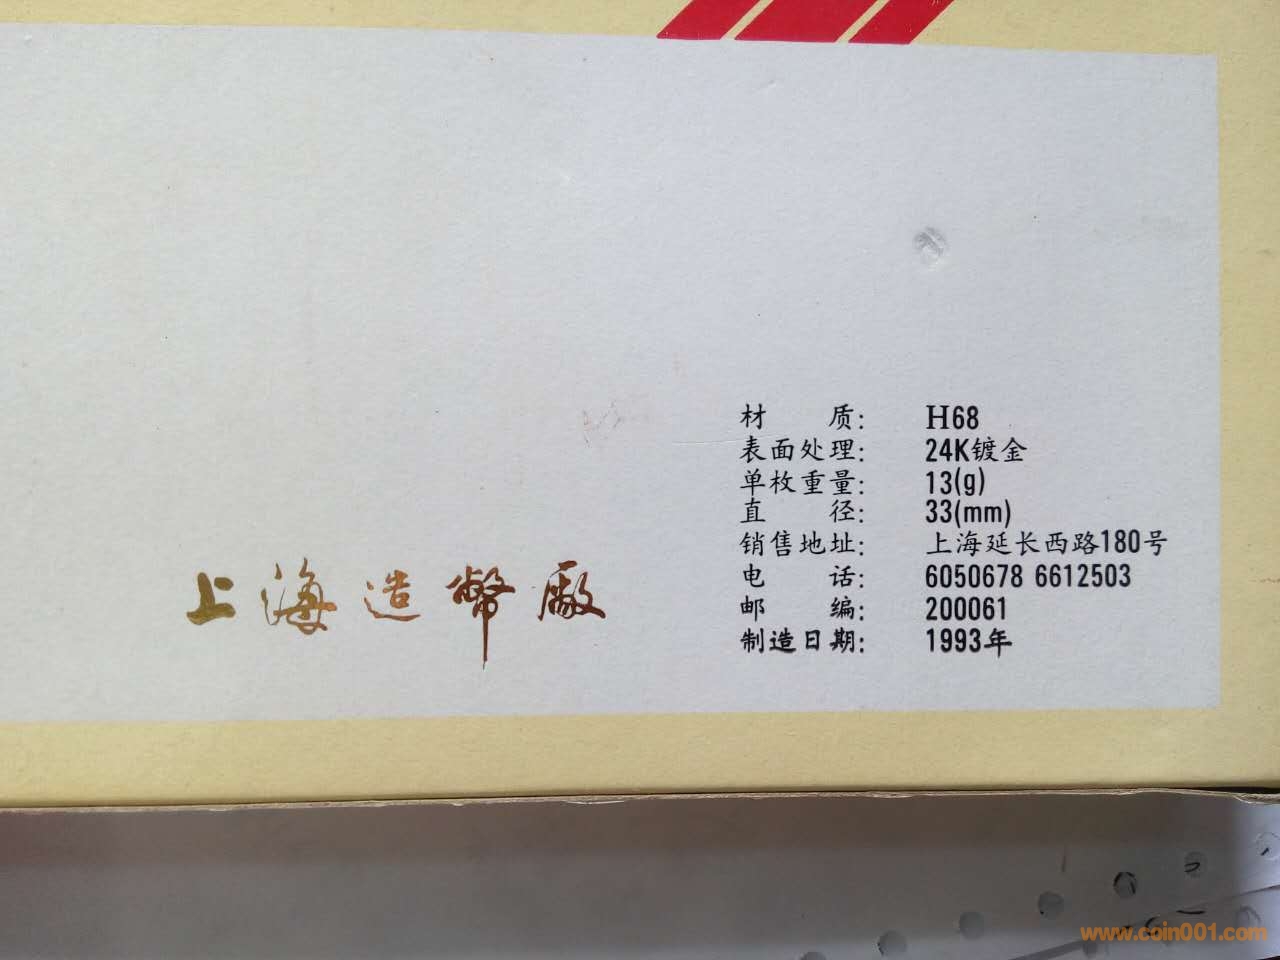 材 质: H68
表面处理: 24K镀金
单枚重量: 13(g)
直 径: 33(mm)
销售地址: 上海延长西路180号
电 话: 6050678 6612503
邮 编: 200061
制造日期: 1993年
上海造幣廠
www.coin001.com